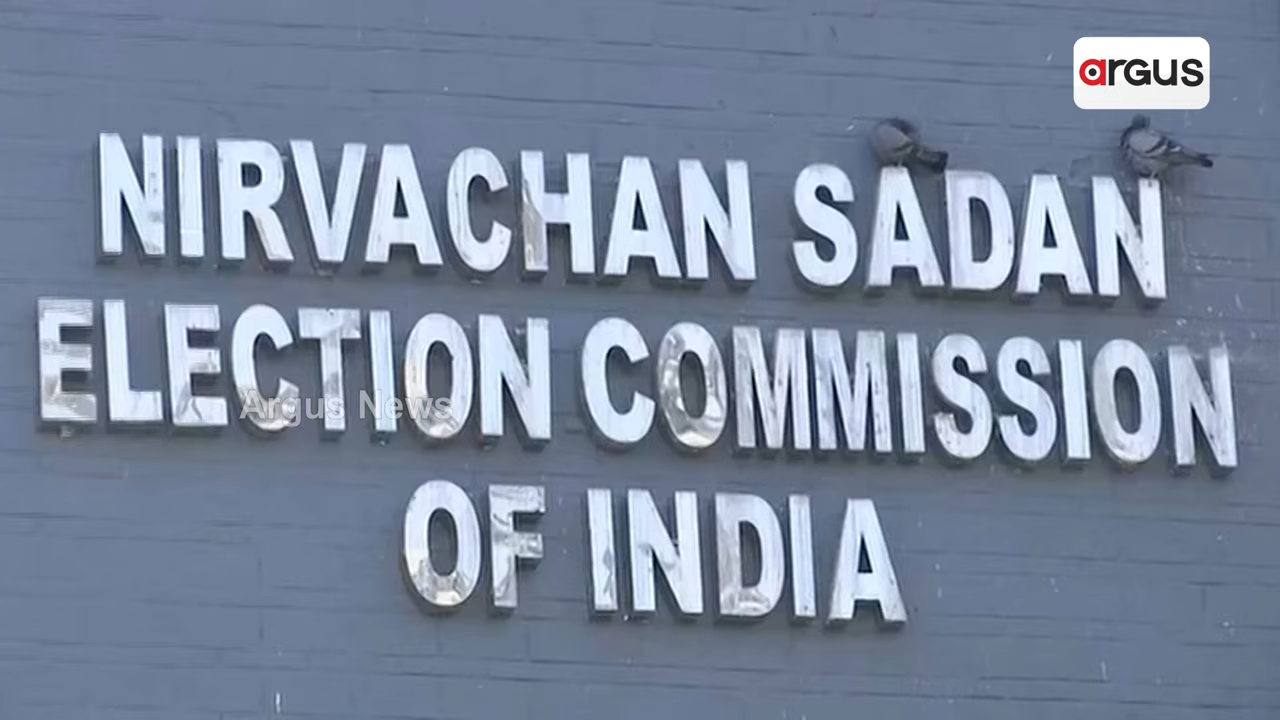 argus
NIRVACHAN SADAN
ELECTION COMMISSION
Argus News
OF INDIA